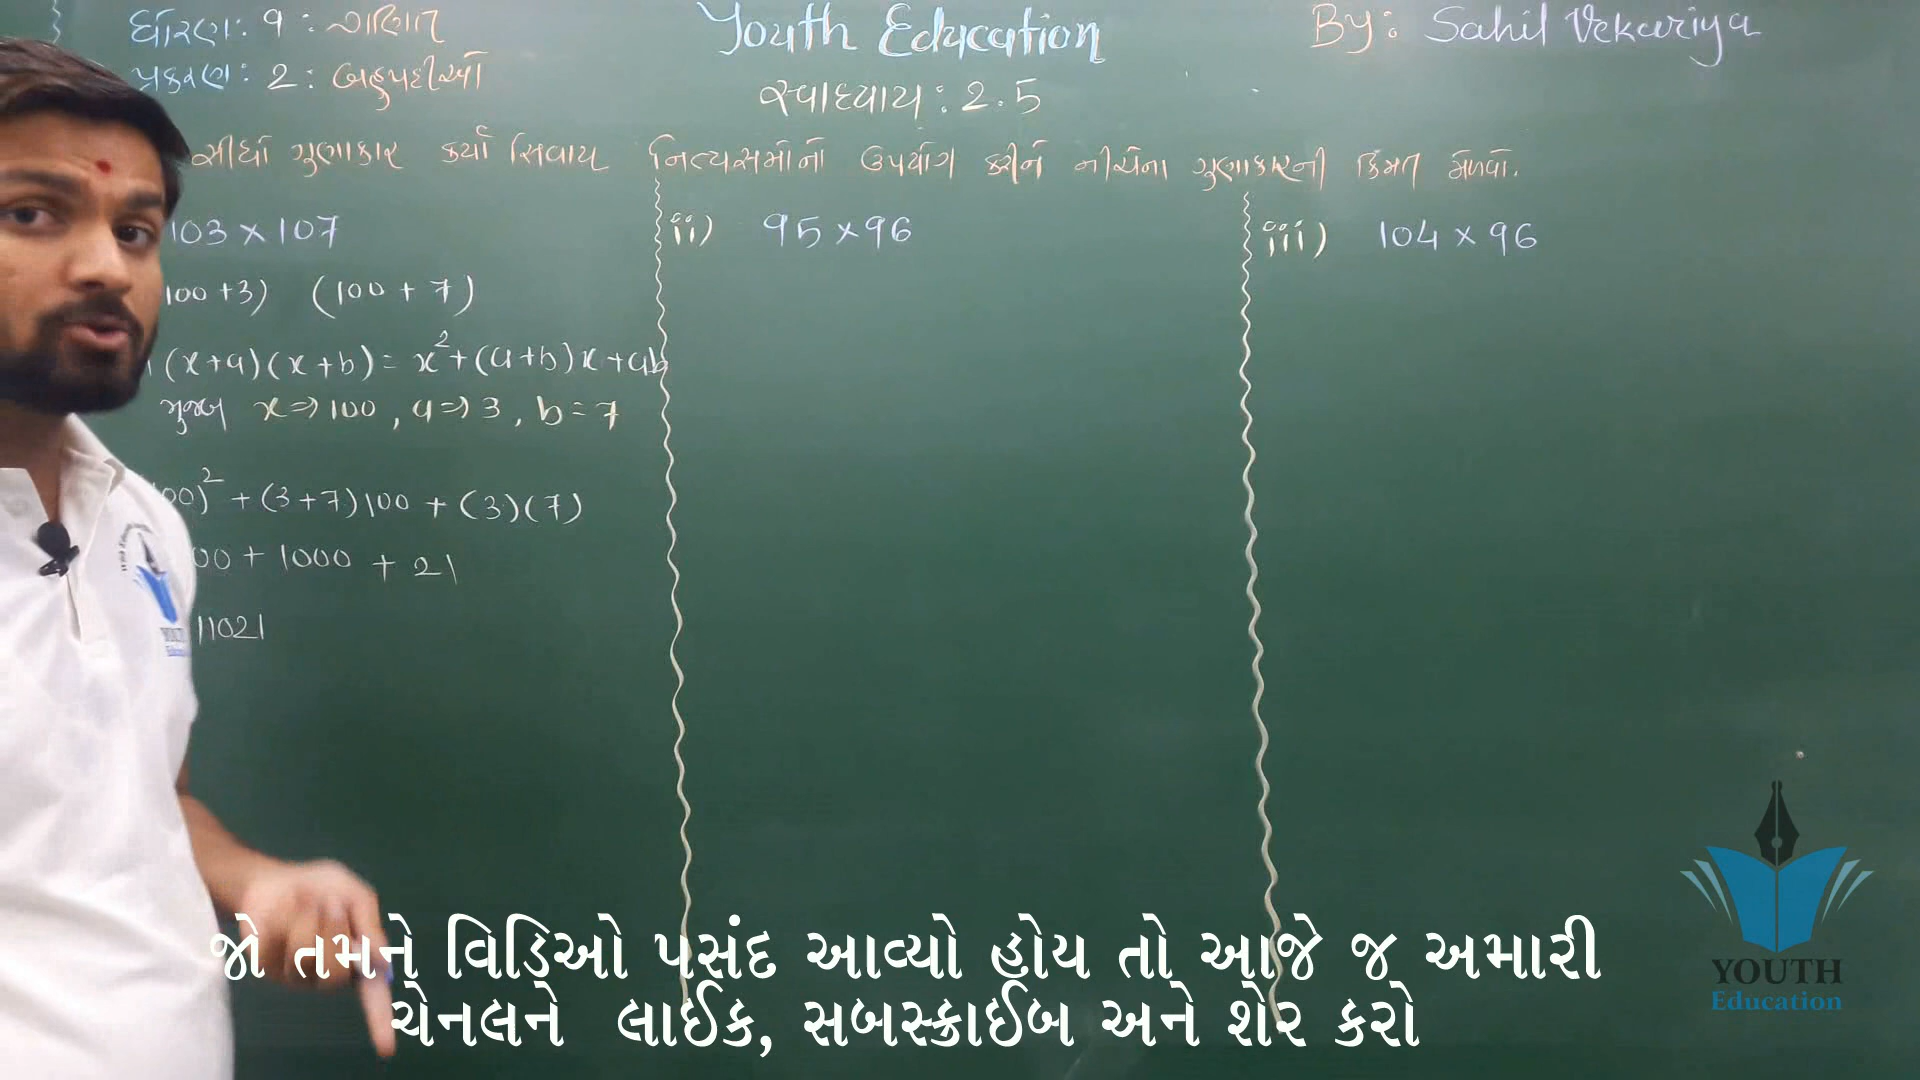 ધોરણ: 9 : ગણિત
પ્રકરણ: 2 : બહુપદીઓ
Youth Education
સ્વાધ્યાય: 2.5
By: Sahil Vekariya
સીધો ગુણાકાર કર્યા સિવાય નિત્યસમોનો ઉપયોગ કરીને નીચેના ગુણાકારની કિંમત મેળવો.
103 × 107
100 + 3) (100 + 7)
(x+a)(x+b) = x² + (a+b)x + ab
મુજબ x ⇒ 100 , a ⇒ 3 , b = 7
00)² + (3+7)100 + (3)(7)
00 + 1000 + 21
11021
ii) 95 × 96
iii) 104 × 96
YOUTH
Education
જો તમને વિડિઓ પસંદ આવ્યો હોય તો આજે જ અમારી
ચેનલને લાઈક, સબસ્ક્રાઈબ અને શેર કરો